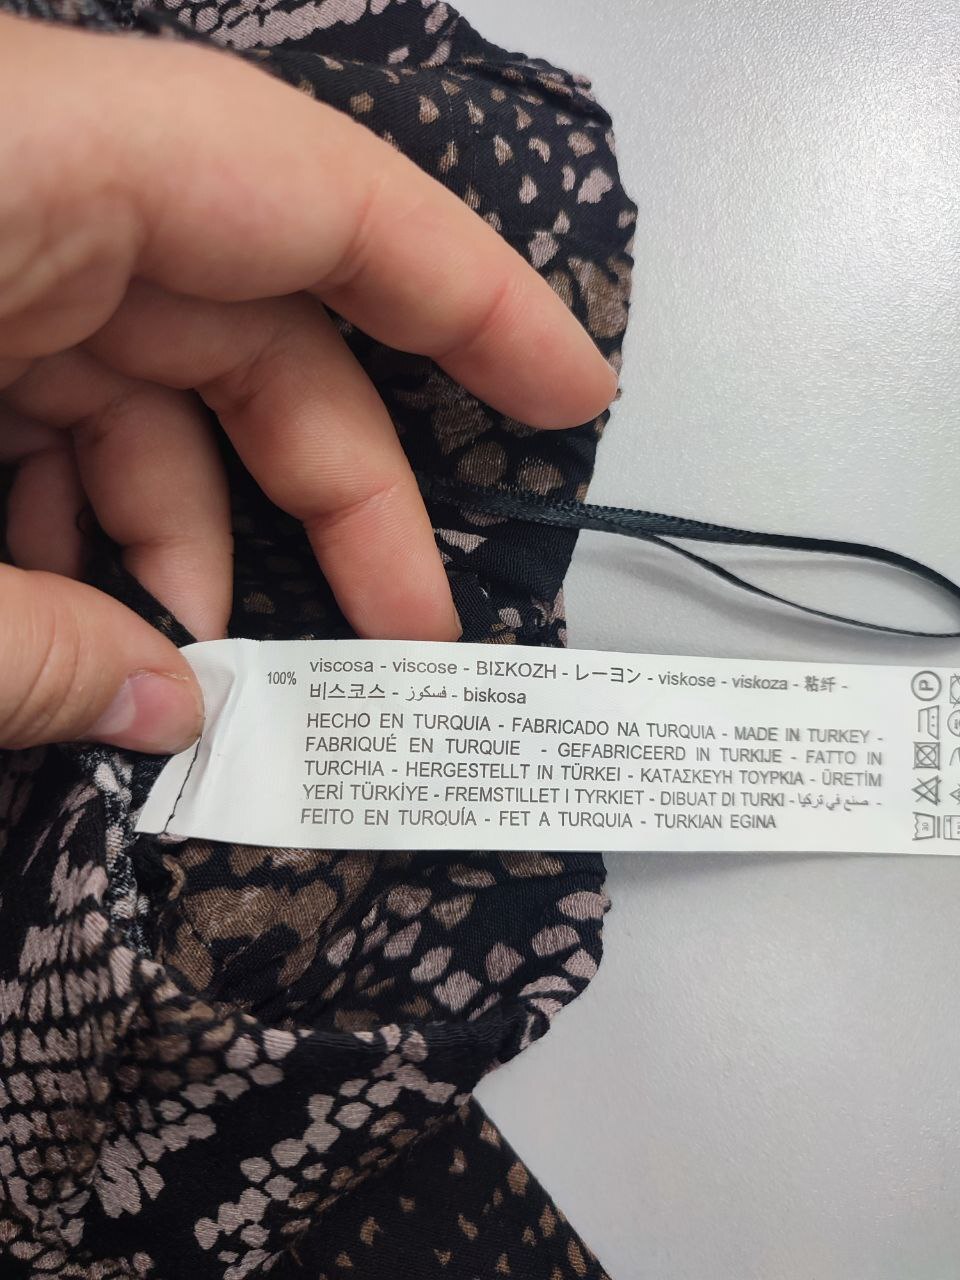 100% viscosa - viscose - ΒΙΣΚΟΖΗ - レーヨン - viskose - viskoza - 粘纤 -
비스코스 - فسكوز - biskosa
HECHO EN TURQUIA - FABRICADO NA TURQUIA - MADE IN TURKEY -
FABRIQUÉ EN TURQUIE - GEFABRICEERD IN TURKIJE - FATTO IN
TURCHIA - HERGESTELLT IN TÜRKEI - ΚΑΤΑΣΚΕΥΗ ΤΟΥΡΚΙΑ - ÜRETİM
YERİ TÜRKİYE - FREMSTILLET I TYRKIET - DIBUAT DI TURKI - صنع في تركيا -
FEITO EN TURQUÍA - FET A TURQUIA - TURKIAN EGINA
P